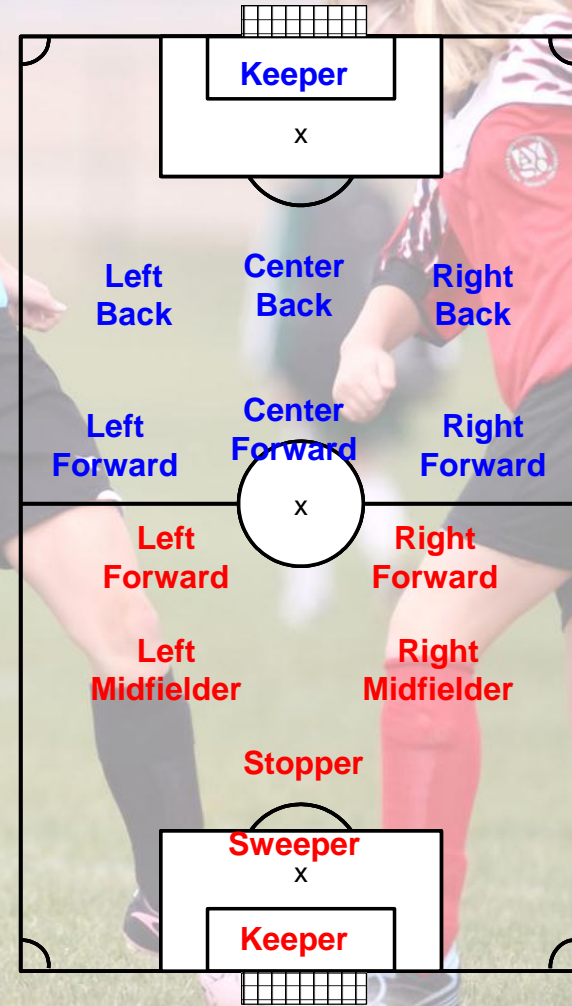 Keeper
x
Left Center Right
Back Back Back
Left Center Right
Forward Forward Forward
x
Left Right
Forward Forward
Left Right
Midfielder Midfielder
Stopper
Sweeper
x
Keeper